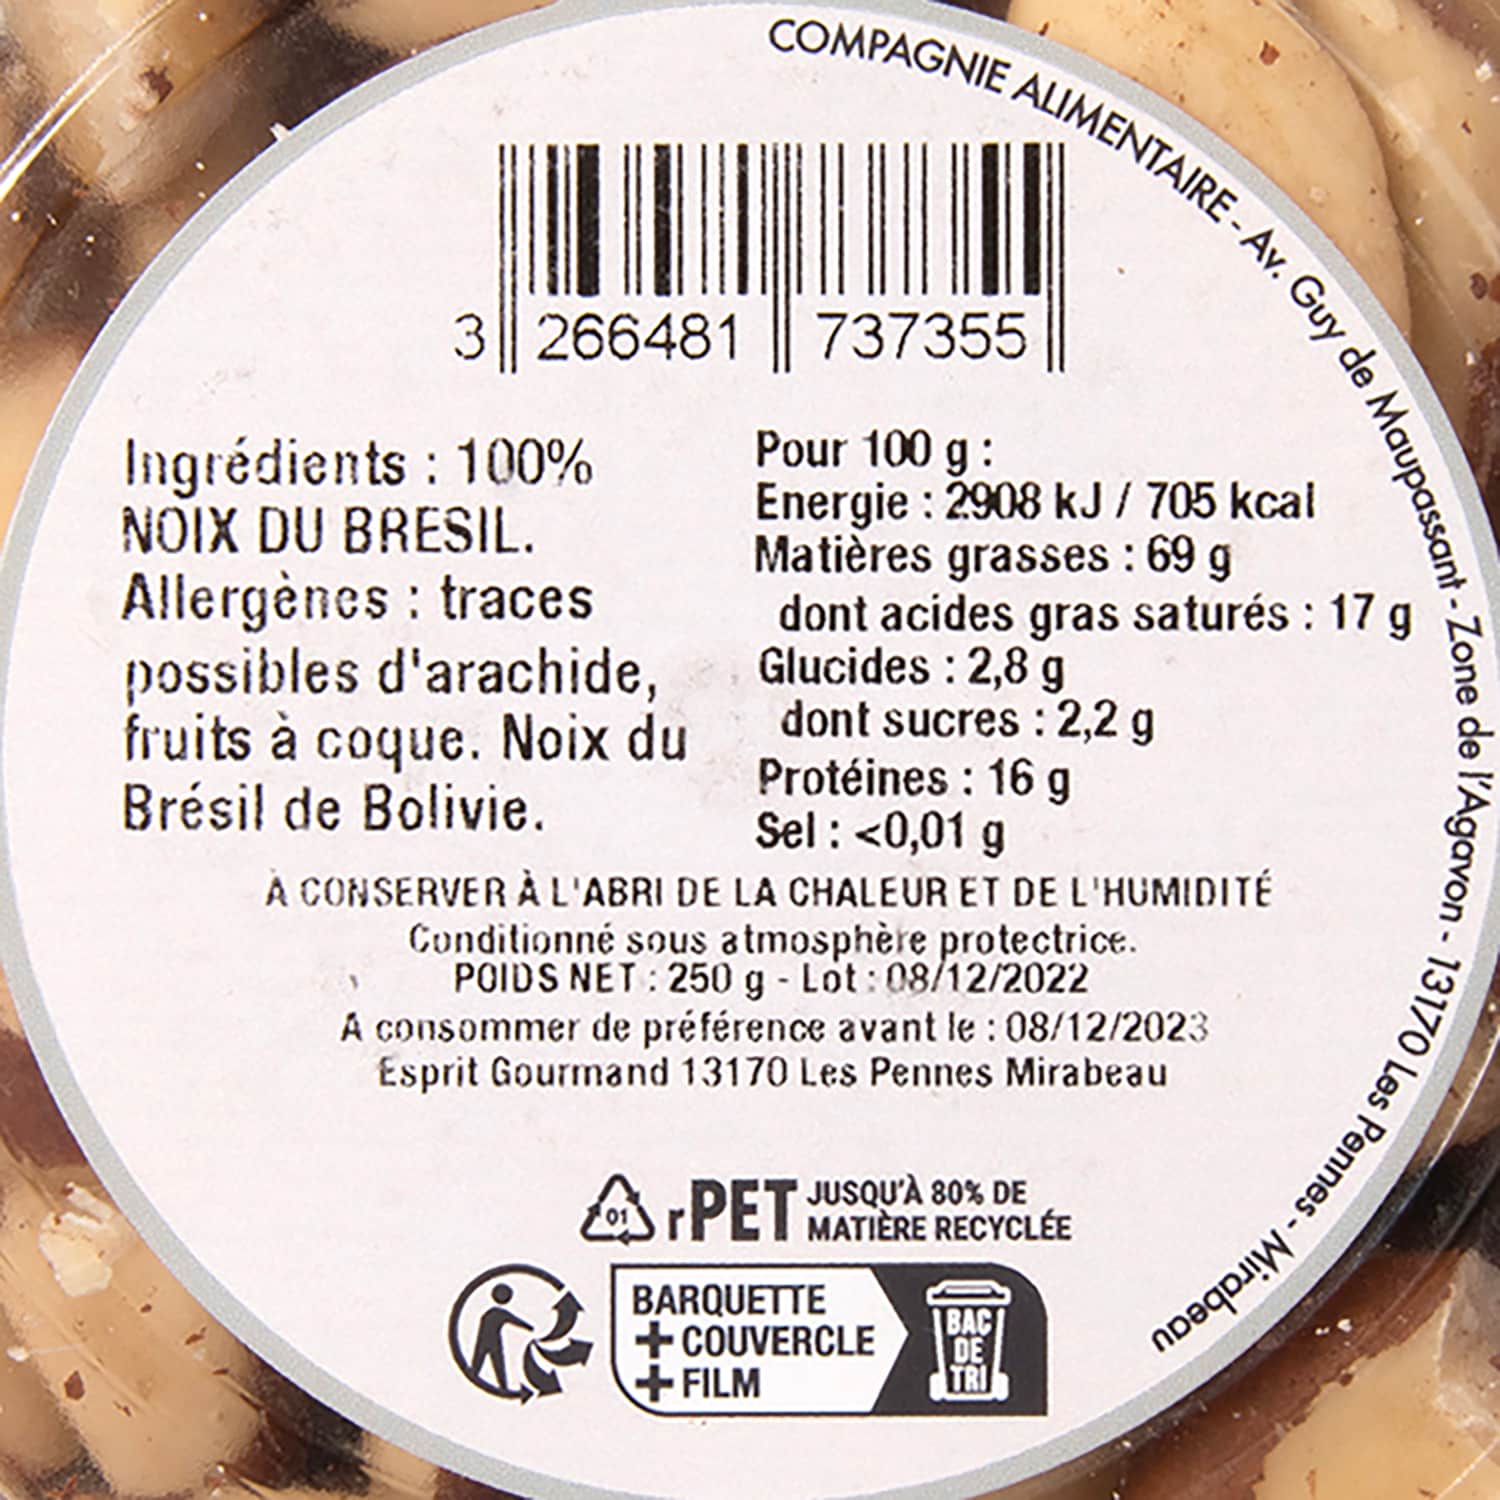 COMPAGNIE ALIMENTAIRE - Av. Guy de Maupassant - Zone de l'Agavon - 13170 Les Pennes - Mirabeau
3 266481 737355
Ingrédients : 100%
NOIX DU BRESIL.
Allergènes : traces
possibles d'arachide,
fruits à coque. Noix du
Brésil de Bolivie.
Pour 100 g :
Energie : 2908 kJ / 705 kcal
Matières grasses : 69 g
dont acides gras saturés : 17 g
Glucides : 2,8 g
dont sucres : 2,2 g
Protéines : 16 g
Sel : <0,01 g
À CONSERVER À L'ABRI DE LA CHALEUR ET DE L'HUMIDITÉ
Conditionné sous atmosphère protectrice.
POIDS NET : 250 g - Lot : 08/12/2022
A consommer de préférence avant le : 08/12/2023
Esprit Gourmand 13170 Les Pennes Mirabeau
01 rPET JUSQU'À 80% DE
MATIÈRE RECYCLÉE
BARQUETTE
+ COUVERCLE
+ FILM
BAC
DE
TRI